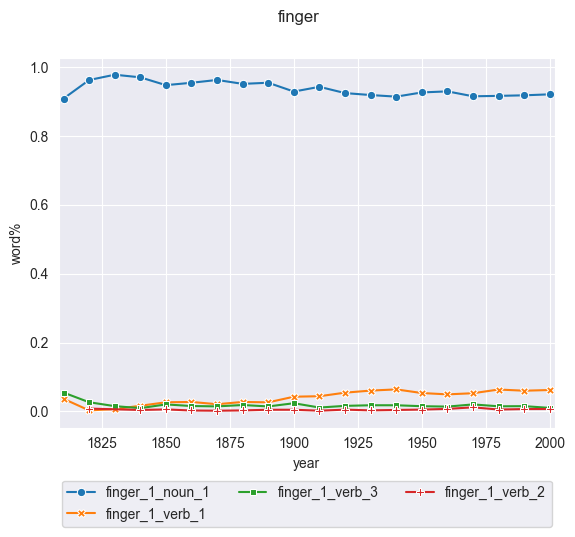 finger
1.0
0.8
0.6
0.4
0.2
0.0
word%
1825 1850 1875 1900 1925 1950 1975 2000
year
finger_1_noun_1 finger_1_verb_3 finger_1_verb_2
finger_1_verb_1